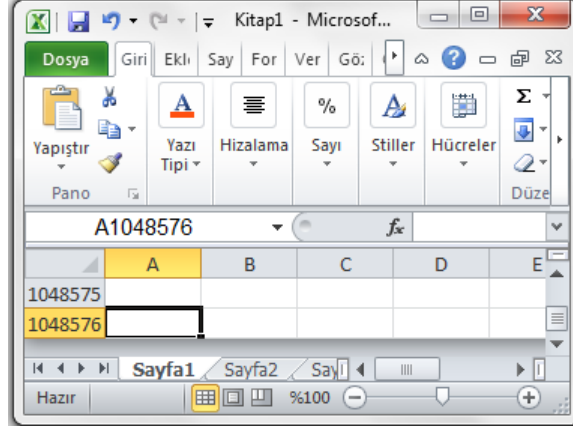 Kitap1 - Microsof...
Dosya Giri Ekl Say For Ver Gö:
Yapıştır Yazı Tipi Hizalama Sayı Stiller Hücreler
Pano Düze
A1048576 fx
A B C D E
1048575
1048576
Sayfa1 Sayfa2 Say
Hazır %100